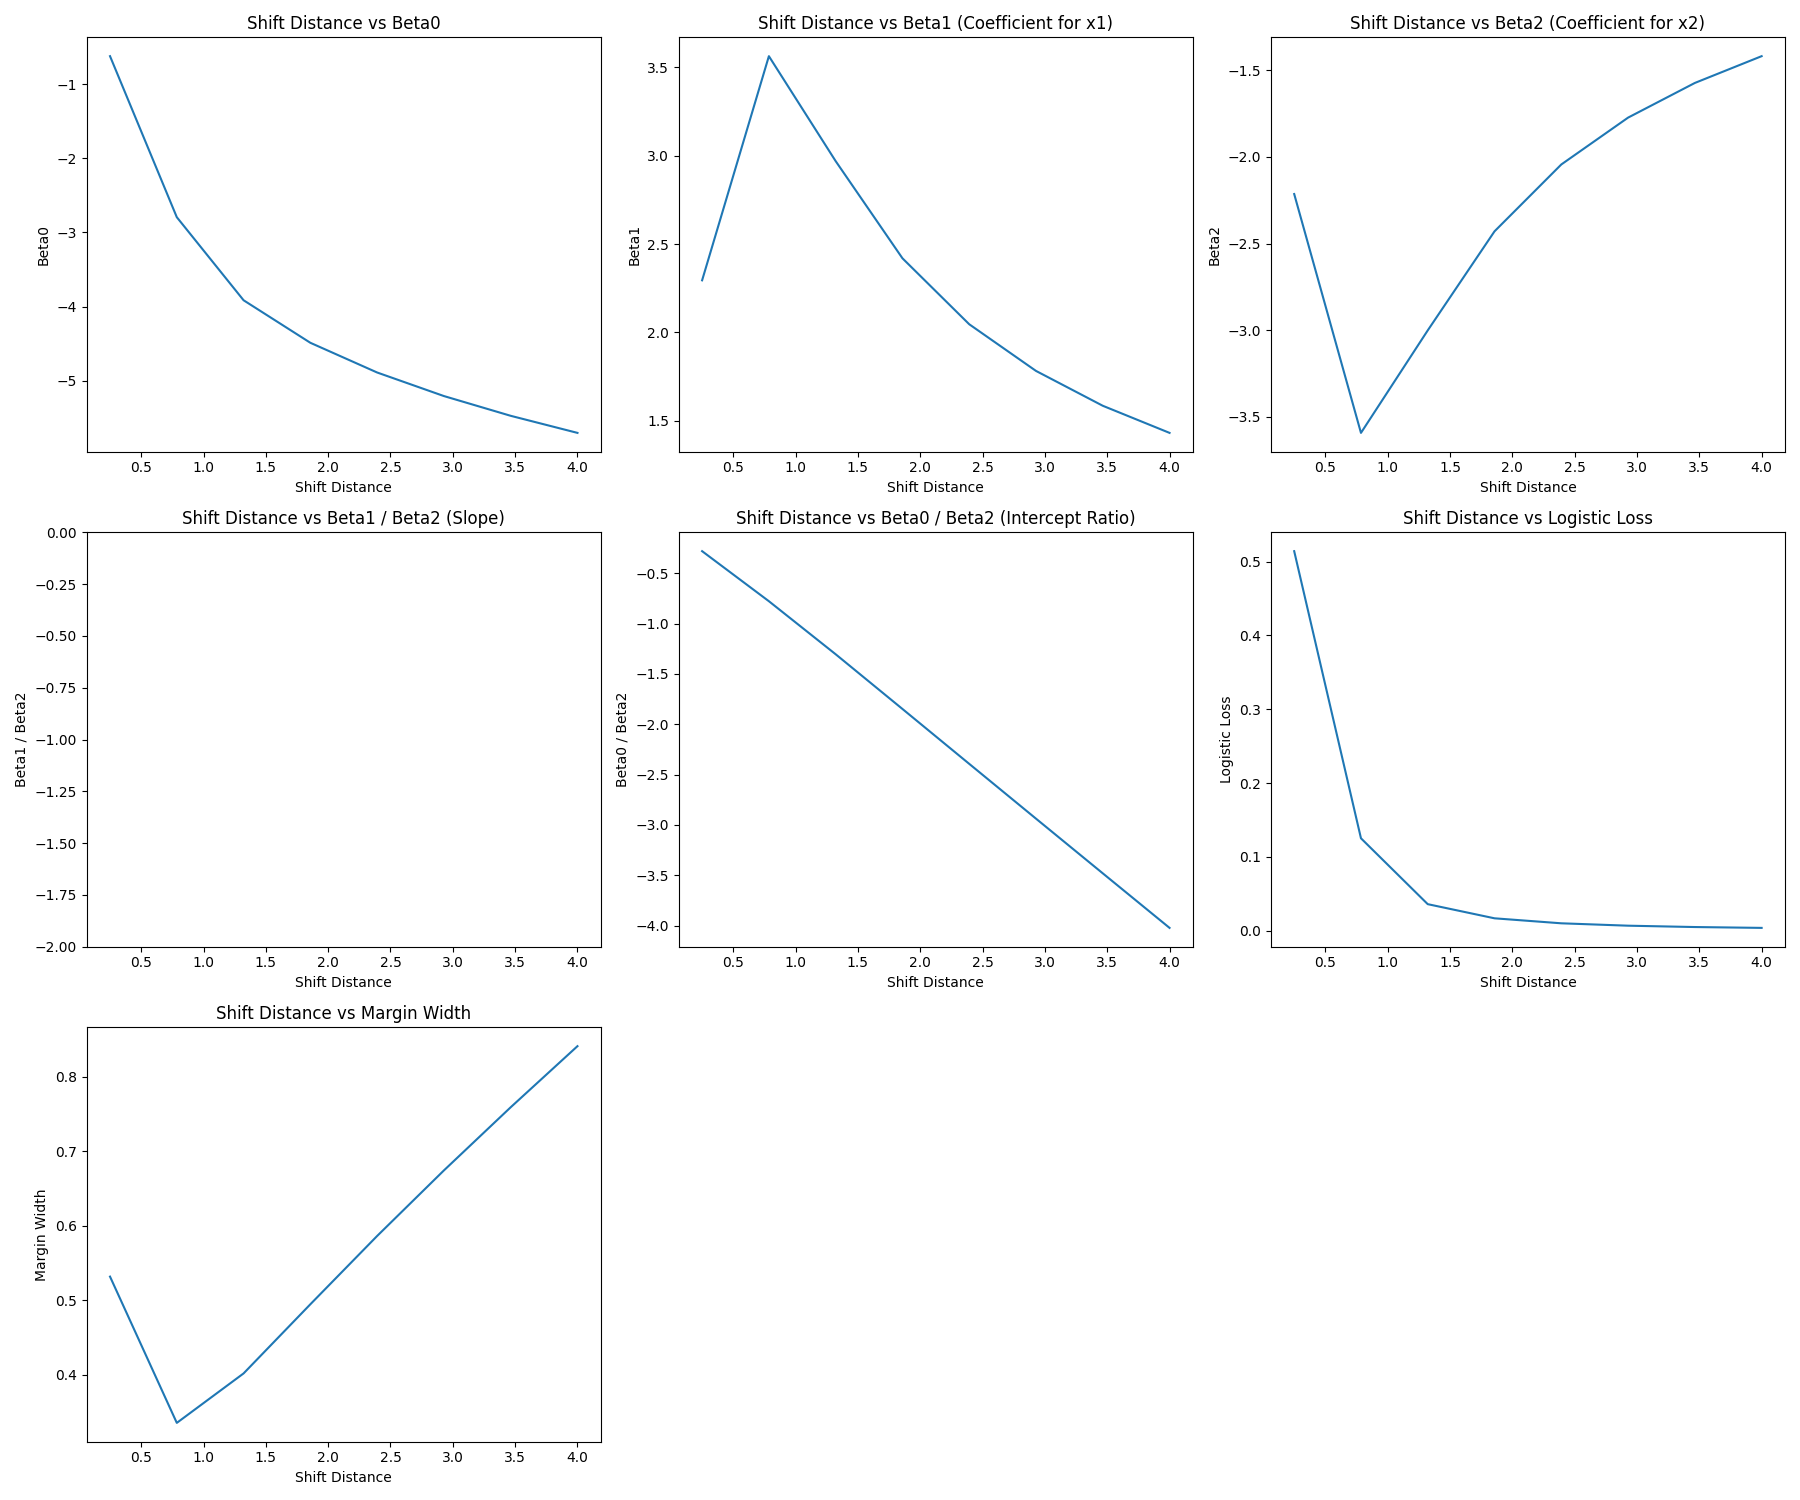 Shift Distance vs Beta0
Beta0
−1
−2
−3
−4
−5
0.5 1.0 1.5 2.0 2.5 3.0 3.5 4.0
Shift Distance
Shift Distance vs Beta1 (Coefficient for x1)
Beta1
3.5
3.0
2.5
2.0
1.5
0.5 1.0 1.5 2.0 2.5 3.0 3.5 4.0
Shift Distance
Shift Distance vs Beta2 (Coefficient for x2)
Beta2
−1.5
−2.0
−2.5
−3.0
−3.5
0.5 1.0 1.5 2.0 2.5 3.0 3.5 4.0
Shift Distance
Shift Distance vs Beta1 / Beta2 (Slope)
Beta1 / Beta2
0.00
−0.25
−0.50
−0.75
−1.00
−1.25
−1.50
−1.75
−2.00
0.5 1.0 1.5 2.0 2.5 3.0 3.5 4.0
Shift Distance
Shift Distance vs Beta0 / Beta2 (Intercept Ratio)
Beta0 / Beta2
−0.5
−1.0
−1.5
−2.0
−2.5
−3.0
−3.5
−4.0
0.5 1.0 1.5 2.0 2.5 3.0 3.5 4.0
Shift Distance
Shift Distance vs Logistic Loss
Logistic Loss
0.5
0.4
0.3
0.2
0.1
0.0
0.5 1.0 1.5 2.0 2.5 3.0 3.5 4.0
Shift Distance
Shift Distance vs Margin Width
Margin Width
0.8
0.7
0.6
0.5
0.4
0.5 1.0 1.5 2.0 2.5 3.0 3.5 4.0
Shift Distance